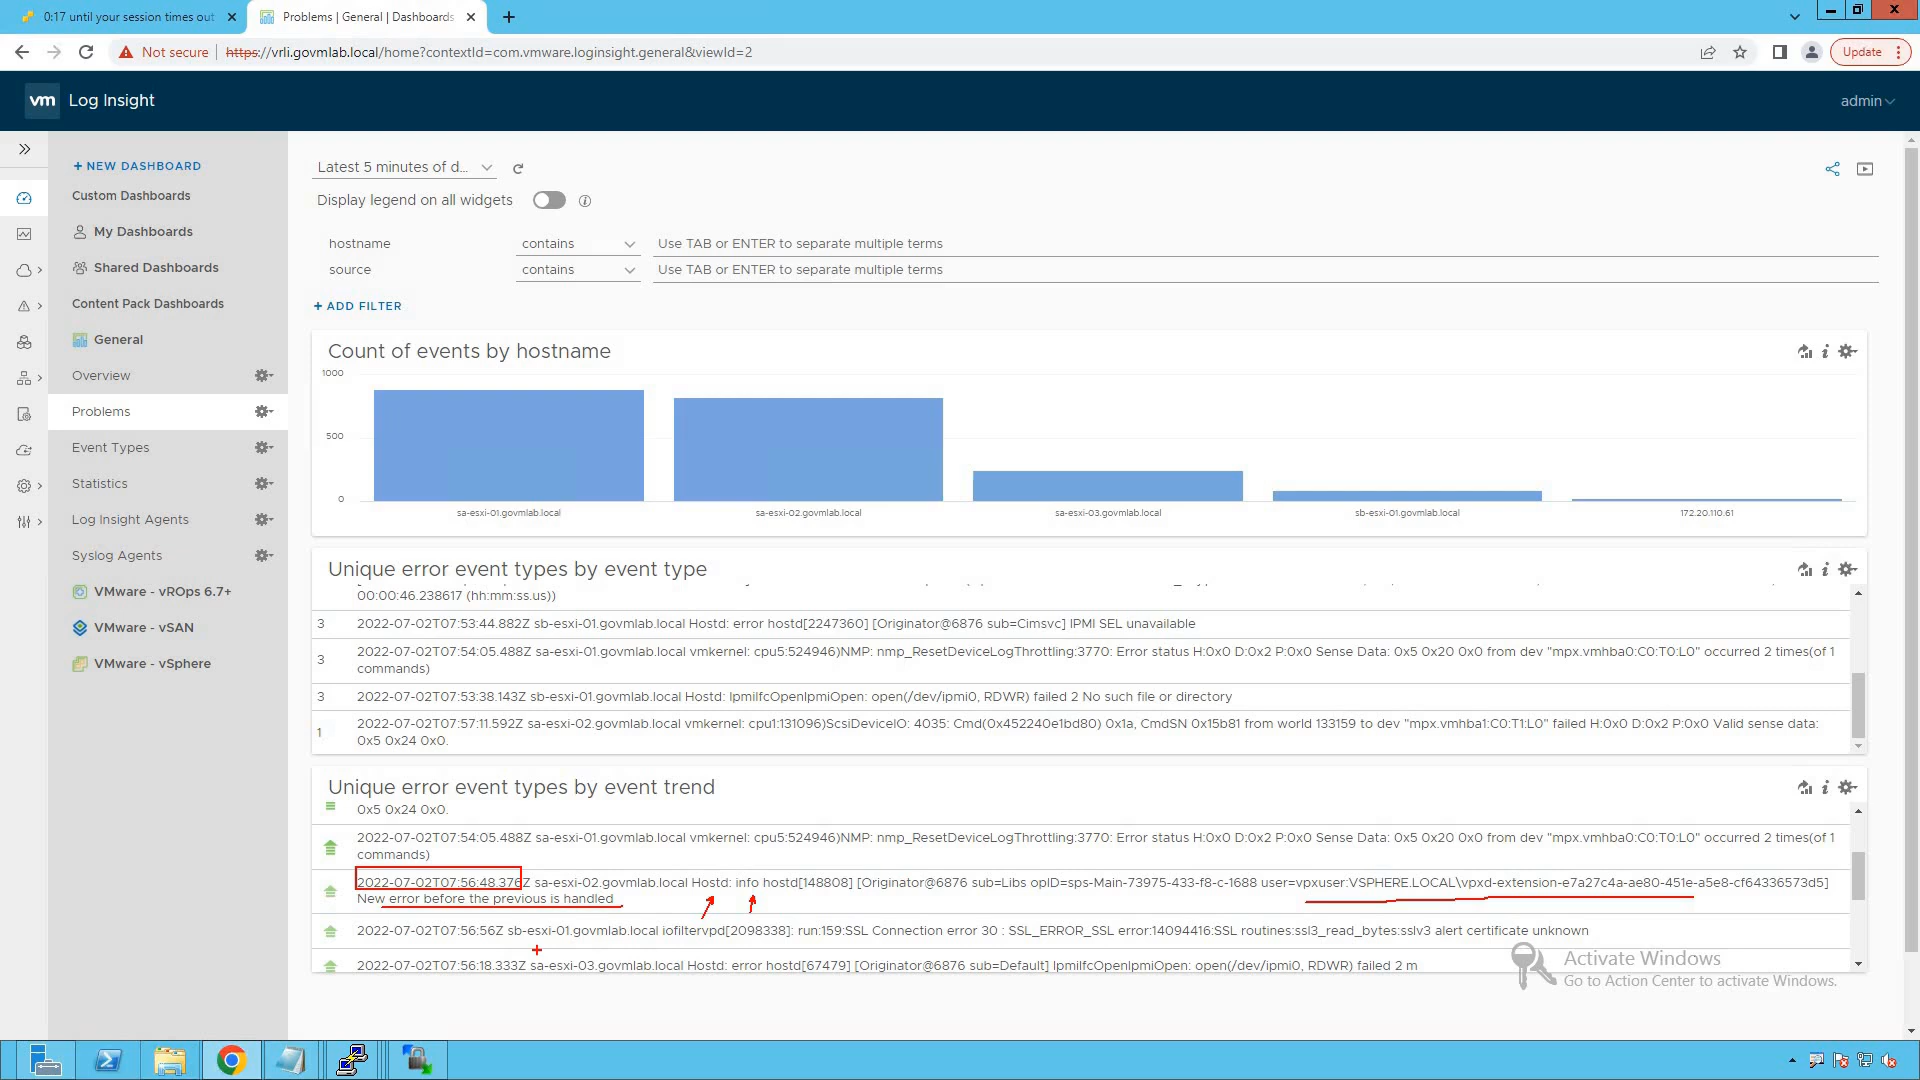 0:17 until your session times out
Problems | General | Dashboards
Not secure
https://vrli.govmlab.local/home?contextId=com.vmware.loginsight.general&viewId=2
Update
vm Log Insight
admin
+ NEW DASHBOARD
Custom Dashboards
My Dashboards
Shared Dashboards
Content Pack Dashboards
General
Overview
Problems
Event Types
Statistics
Log Insight Agents
Syslog Agents
VMware - vROps 6.7+
VMware - vSAN
VMware - vSphere
Latest 5 minutes of d...
Display legend on all widgets
hostname contains Use TAB or ENTER to separate multiple terms
source contains Use TAB or ENTER to separate multiple terms
+ ADD FILTER
Count of events by hostname
1000
500
0
sa-esxi-01.govmlab.local sa-esxi-02.govmlab.local sa-esxi-03.govmlab.local sb-esxi-01.govmlab.local 172.20.110.61
Unique error event types by event type
00:00:46.238617 (hh:mm:ss.us))
3 2022-07-02T07:53:44.882Z sb-esxi-01.govmlab.local Hostd: error hostd[2247360] [Originator@6876 sub=Cimsvc] IPMI SEL unavailable
3 2022-07-02T07:54:05.488Z sa-esxi-01.govmlab.local vmkernel: cpu5:524946)NMP: nmp_ResetDeviceLogThrottling:3770: Error status H:0x0 D:0x2 P:0x0 Sense Data: 0x5 0x20 0x0 from dev "mpx.vmhba0:C0:T0:L0" occurred 2 times(of 1
commands)
3 2022-07-02T07:53:38.143Z sb-esxi-01.govmlab.local Hostd: IpmiIfcOpenIpmiOpen: open(/dev/ipmi0, RDWR) failed 2 No such file or directory
1 2022-07-02T07:57:11.592Z sa-esxi-02.govmlab.local vmkernel: cpu1:131096)ScsiDeviceIO: 4035: Cmd(0x452240e1bd80) 0x1a, CmdSN 0x15b81 from world 133159 to dev "mpx.vmhba1:C0:T1:L0" failed H:0x0 D:0x2 P:0x0 Valid sense data:
0x5 0x24 0x0.
Unique error event types by event trend
0x5 0x24 0x0.
2022-07-02T07:54:05.488Z sa-esxi-01.govmlab.local vmkernel: cpu5:524946)NMP: nmp_ResetDeviceLogThrottling:3770: Error status H:0x0 D:0x2 P:0x0 Sense Data: 0x5 0x20 0x0 from dev "mpx.vmhba0:C0:T0:L0" occurred 2 times(of 1
commands)
2022-07-02T07:56:48.376Z sa-esxi-02.govmlab.local Hostd: info hostd[148808] [Originator@6876 sub=Libs opID=sps-Main-73975-433-f8-c-1688 user=vpxuser:VSPHERE.LOCAL\vpxd-extension-e7a27c4a-ae80-451e-a5e8-cf64336573d5]
New error before the previous is handled
2022-07-02T07:56:56Z sb-esxi-01.govmlab.local iofiltervpd[2098338]: run:159:SSL Connection error 30 : SSL_ERROR_SSL error:14094416:SSL routines:ssl3_read_bytes:sslv3 alert certificate unknown
2022-07-02T07:56:18.333Z sa-esxi-03.govmlab.local Hostd: error hostd[67479] [Originator@6876 sub=Default] IpmiIfcOpenIpmiOpen: open(/dev/ipmi0, RDWR) failed 2 m
Activate Windows
Go to Action Center to activate Windows.